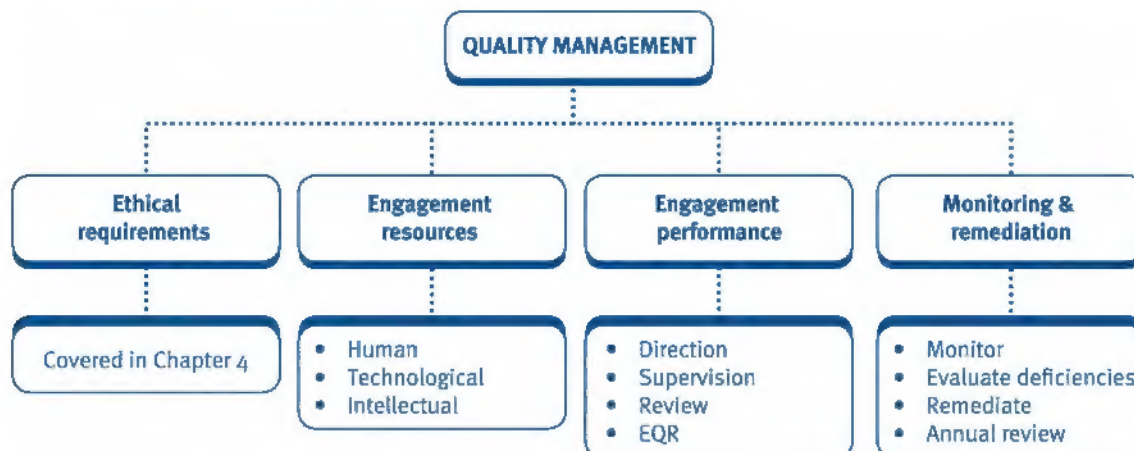 QUALITY MANAGEMENT
Ethical
requirements
Engagement
resources
Engagement
performance
Monitoring &
remediation
Covered in Chapter 4
• Human
• Technological
• Intellectual
• Direction
• Supervision
• Review
• EQR
• Monitor
• Evaluate deficiencies
• Remediate
• Annual review